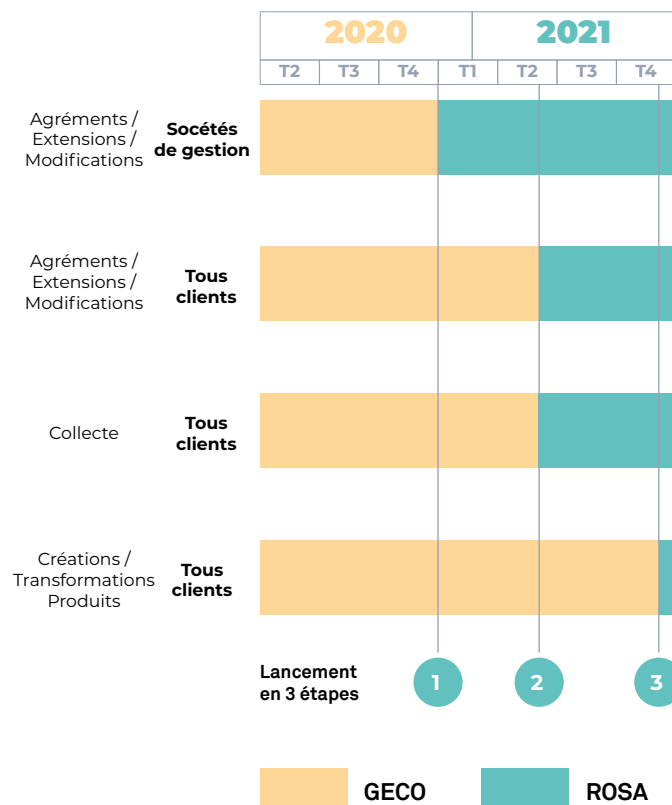 2020 2021
T2 T3 T4 T1 T2 T3 T4
Agréments /
Extensions /
Modifications
Socétés
de gestion
Agréments /
Extensions /
Modifications
Tous
clients
Collecte
Tous
clients
Créations /
Transformations
Produits
Tous
clients
Lancement
en 3 étapes
1 2 3
GECO ROSA